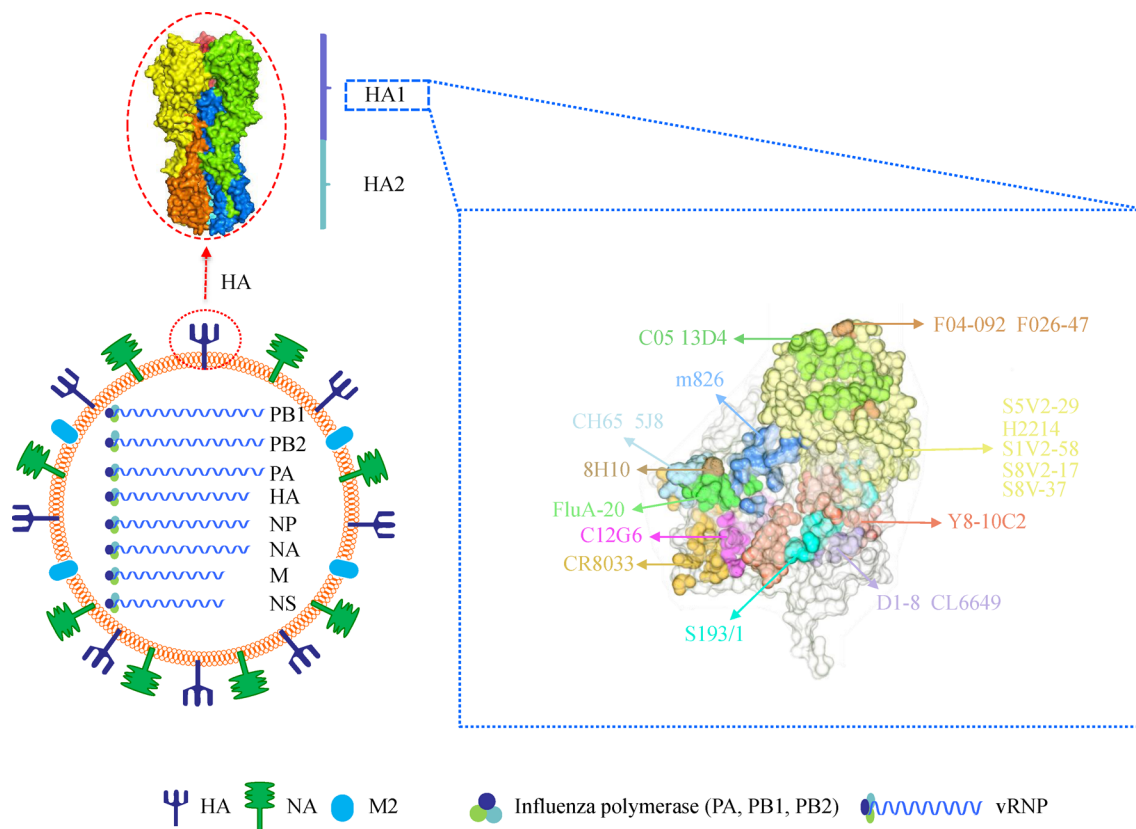 HA1
HA2
HA
PB1
PB2
PA
HA
NP
NA
M
NS
C05 13D4
F04-092 F026-47
m826
CH65 5J8
8H10
FluA-20
C12G6
CR8033
S193/1
S5V2-29
H2214
S1V2-58
S8V2-17
S8V-37
Y8-10C2
D1-8 CL6649
HA
NA
M2
Influenza polymerase (PA, PB1, PB2)
vRNP